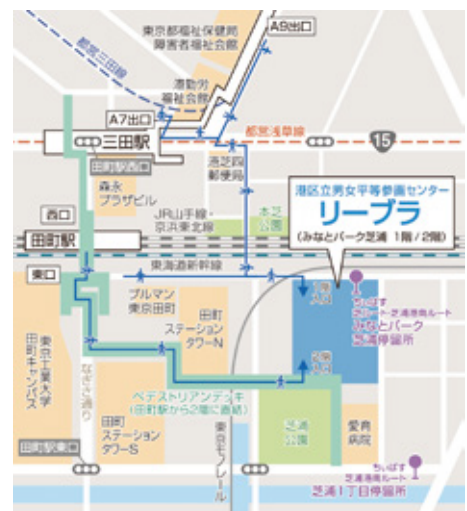 東京都福祉保健局
障害者福祉会館
A9出口
都営三田線
港勤労
福祉会館
A7出口
三田駅
都営浅草線
15
田町駅西口
港芝四
郵便局
森永
プラザビル
西口
JR山手線・
京浜東北線
本芝
公園
港区立男女平等参画センター
リーブラ
(みなとパーク芝浦 1階/2階)
田町駅
東海道新幹線
東口
1階
入口
ちぃばす
芝ルート・芝浦港南ルート
みなとパーク
芝浦停留所
プルマン
東京田町
田町
ステーション
タワーN
2階
入口
東京工業大学
田町キャンパス
なぎさ通り
ペデストリアンデッキ
(田町駅から2階に直結)
田町
ステーション
タワーS
芝浦
公園
愛育
病院
田町駅東口
東京モノレール
ちぃばす
芝浦港南ルート
芝浦1丁目停留所